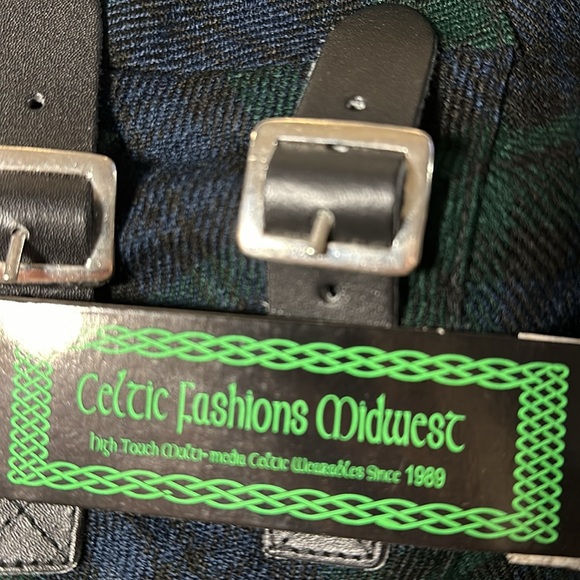 Celtic Fashions Midwest
High Touch Multi-media Celtic Wearables Since 1989